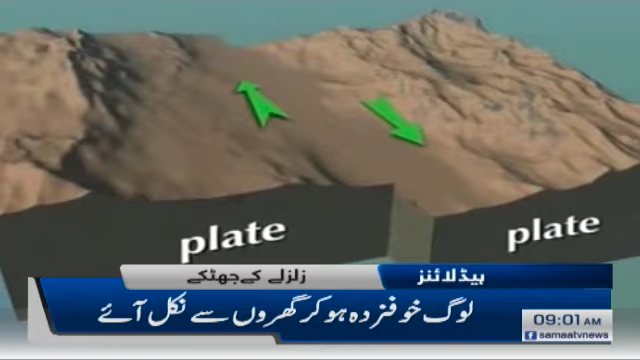 plate
plate
ہیڈلائنز
زلزلے کے جھٹکے
لوگ خوفزدہ ہو کر گھروں سے نکل آئے
09:01 AM
samaatvnews